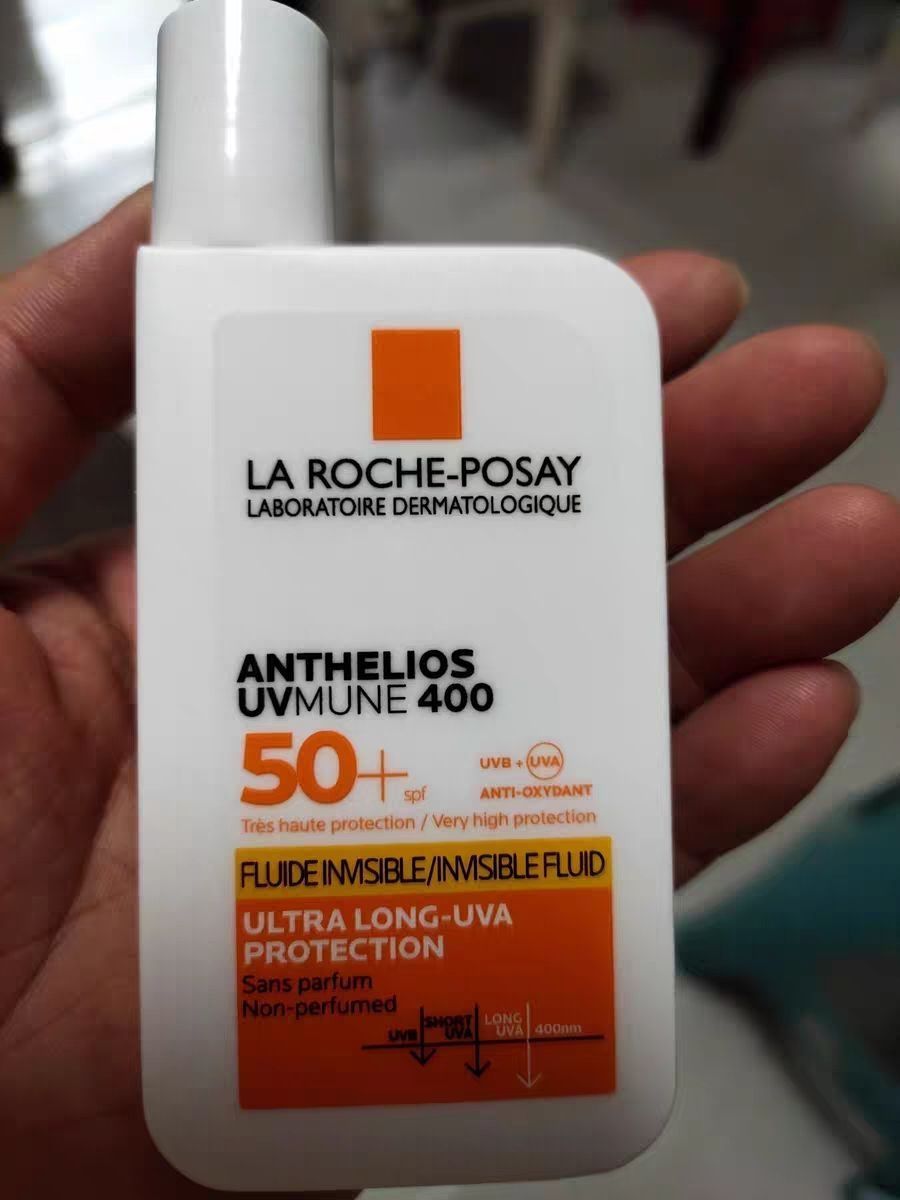 LA ROCHE-POSAY
LABORATOIRE DERMATOLOGIQUE
ANTHELIOS
UVMUNE 400
50+ spf
UVB + UVA
ANTI-OXYDANT
Très haute protection / Very high protection
FLUIDE INVISIBLE/INVISIBLE FLUID
ULTRA LONG-UVA
PROTECTION
Sans parfum
Non-perfumed
UVB
SHORT
UVA
LONG
UVA
400nm